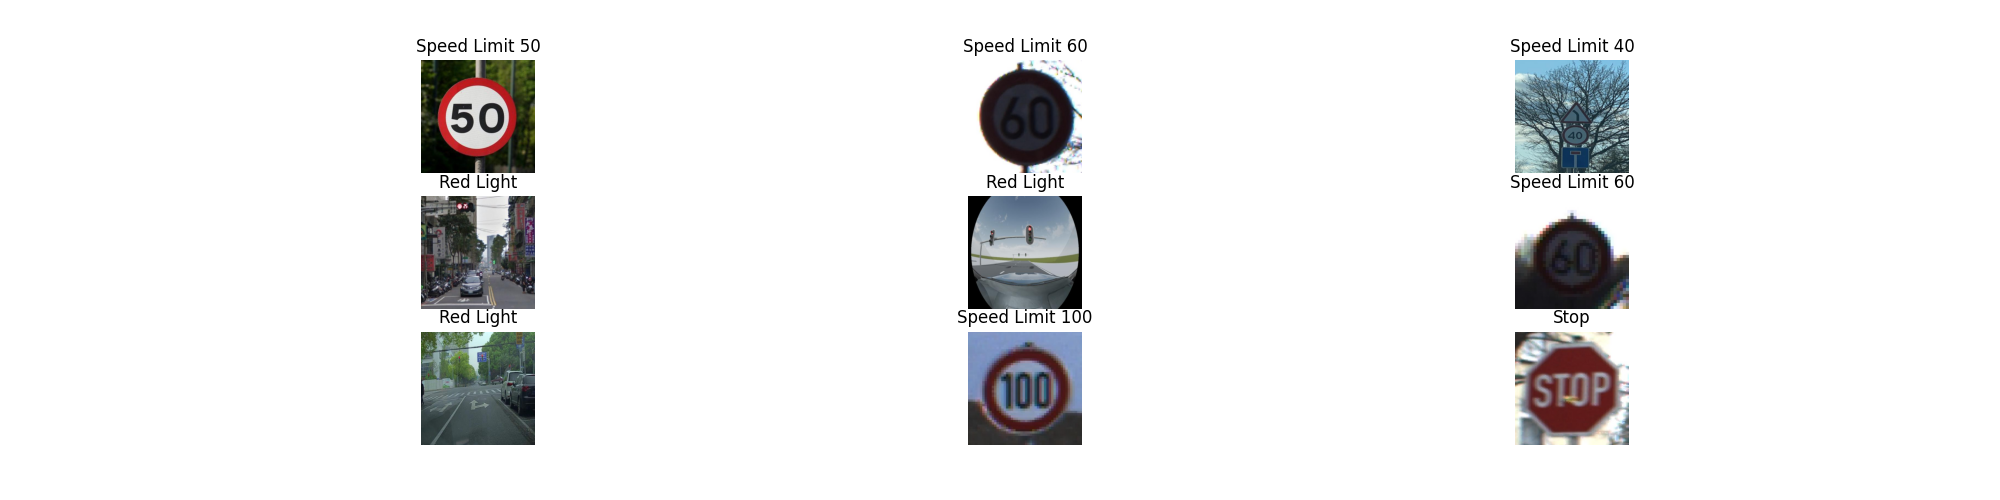 Speed Limit 50
Speed Limit 60
Speed Limit 40
50
60
40
Red Light
Red Light
Speed Limit 60
60
Red Light
Speed Limit 100
Stop
100
STOP